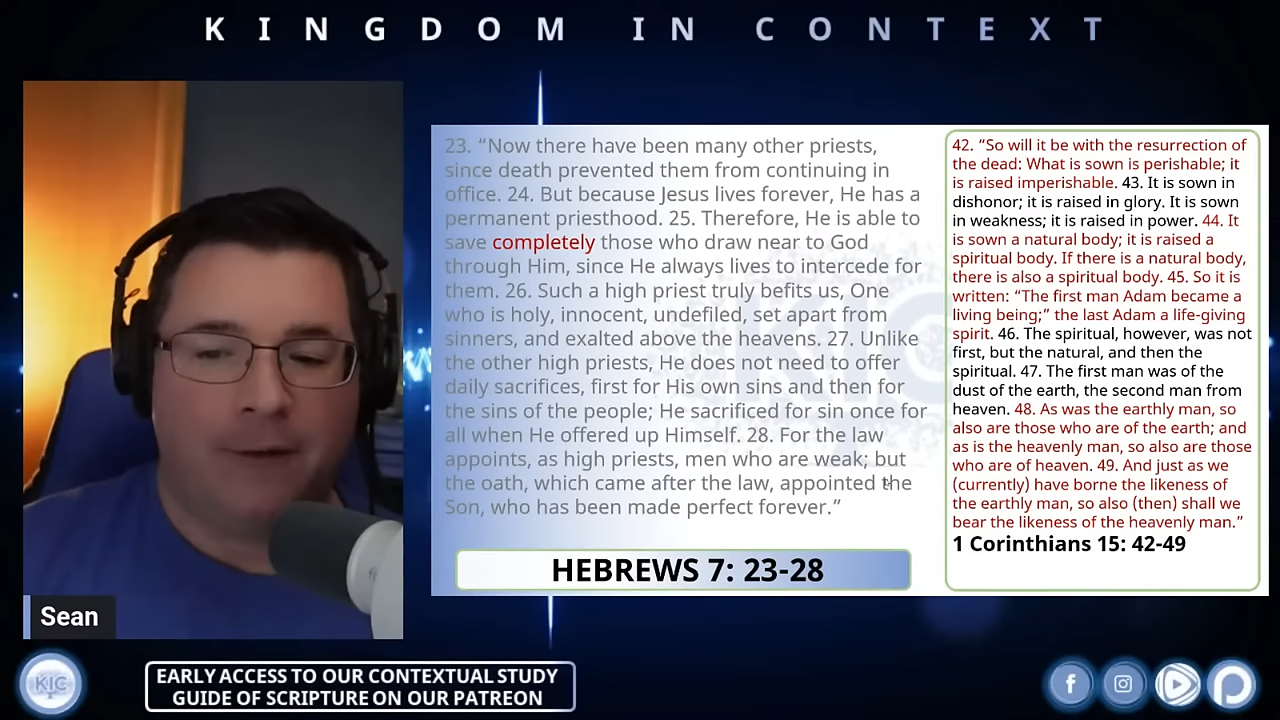 KINGDOM IN CONTEXT
23. “Now there have been many other priests,
since death prevented them from continuing in
office. 24. But because Jesus lives forever, He has a
permanent priesthood. 25. Therefore, He is able to
save completely those who draw near to God
through Him, since He always lives to intercede for
them. 26. Such a high priest truly befits us, One
who is holy, innocent, undefiled, set apart from
sinners, and exalted above the heavens. 27. Unlike
the other high priests, He does not need to offer
daily sacrifices, first for His own sins and then for
the sins of the people; He sacrificed for sin once for
all when He offered up Himself. 28. For the law
appoints, as high priests, men who are weak; but
the oath, which came after the law, appointed the
Son, who has been made perfect forever.”
HEBREWS 7: 23-28
42. “So will it be with the resurrection of
the dead: What is sown is perishable; it
is raised imperishable. 43. It is sown in
dishonor; it is raised in glory. It is sown
in weakness; it is raised in power. 44. It
is sown a natural body; it is raised a
spiritual body. If there is a natural body,
there is also a spiritual body. 45. So it is
written: “The first man Adam became a
living being;” the last Adam a life-giving
spirit. 46. The spiritual, however, was not
first, but the natural, and then the
spiritual. 47. The first man was of the
dust of the earth, the second man from
heaven. 48. As was the earthly man, so
also are those who are of the earth; and
as is the heavenly man, so also are those
who are of heaven. 49. And just as we
(currently) have borne the likeness of
the earthly man, so also (then) shall we
bear the likeness of the heavenly man.”
1 Corinthians 15: 42-49
Sean
KIC
EARLY ACCESS TO OUR CONTEXTUAL STUDY
GUIDE OF SCRIPTURE ON OUR PATREON